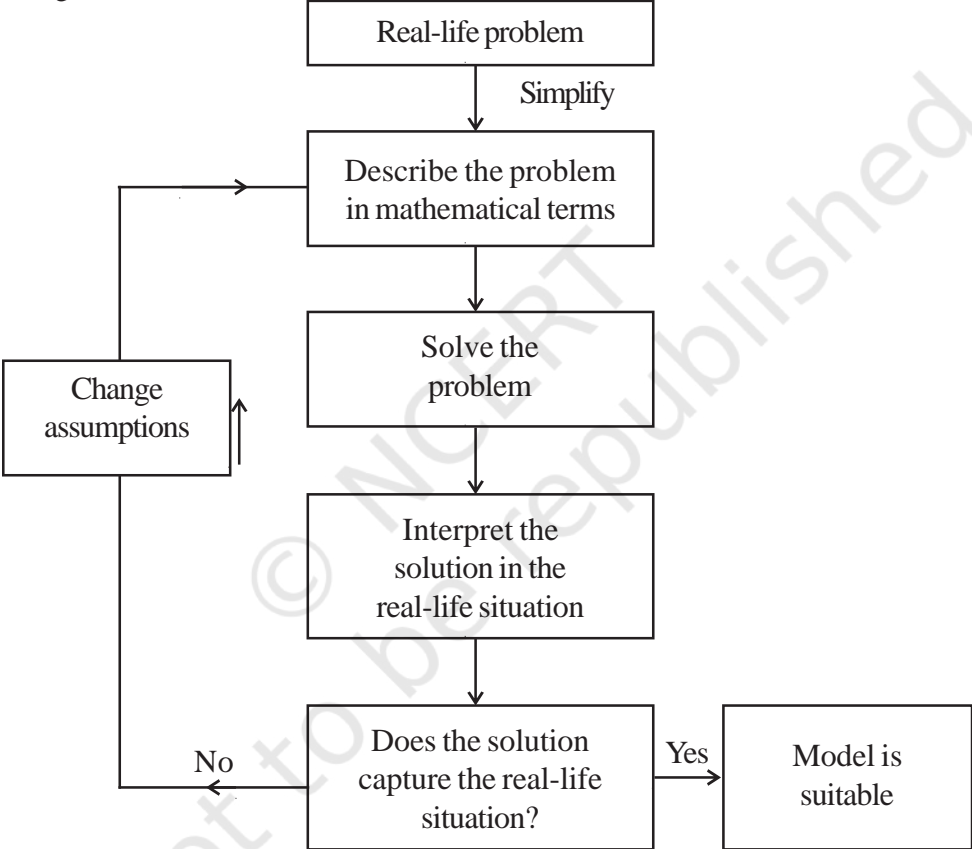 Real-life problem
Simplify
Describe the problem
in mathematical terms
Solve the
problem
Change
assumptions
Interpret the
solution in the
real-life situation
Does the solution
capture the real-life
situation?
No
Yes
Model is
suitable
© NCERT
be republished